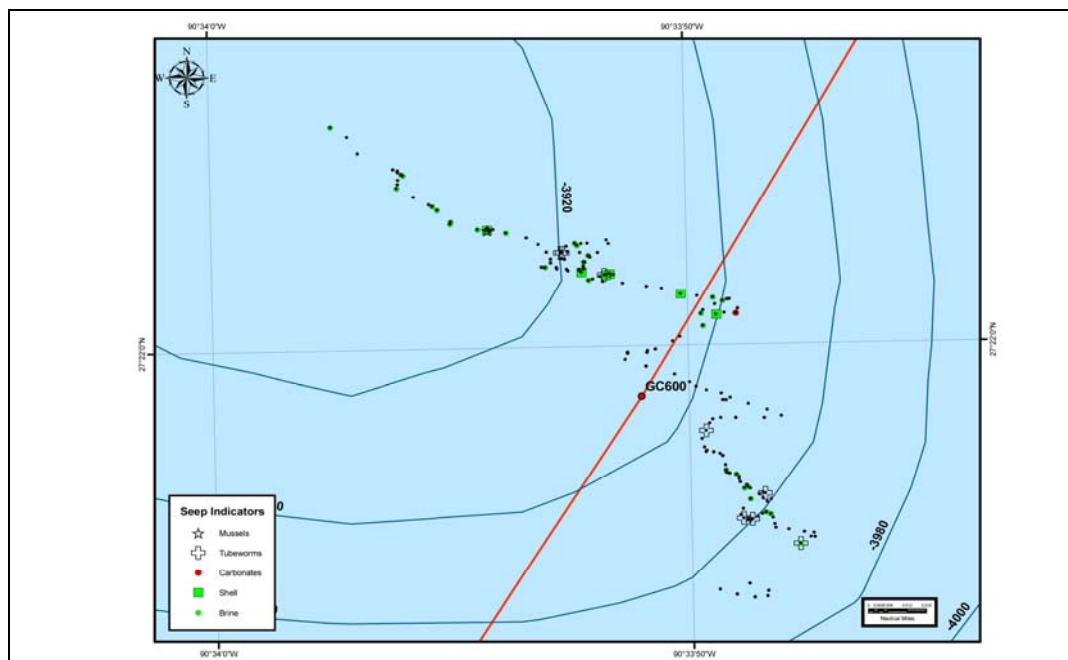 90°34'0"W 90°33'50"W
N
W E
S
-3920
27°22'0"N 27°22'0"N
GC600
Seep Indicators
Mussels
Tubeworms
Carbonates
Shell
Brine
-3980
-4000
Nautical Miles
90°34'0"W 90°33'50"W